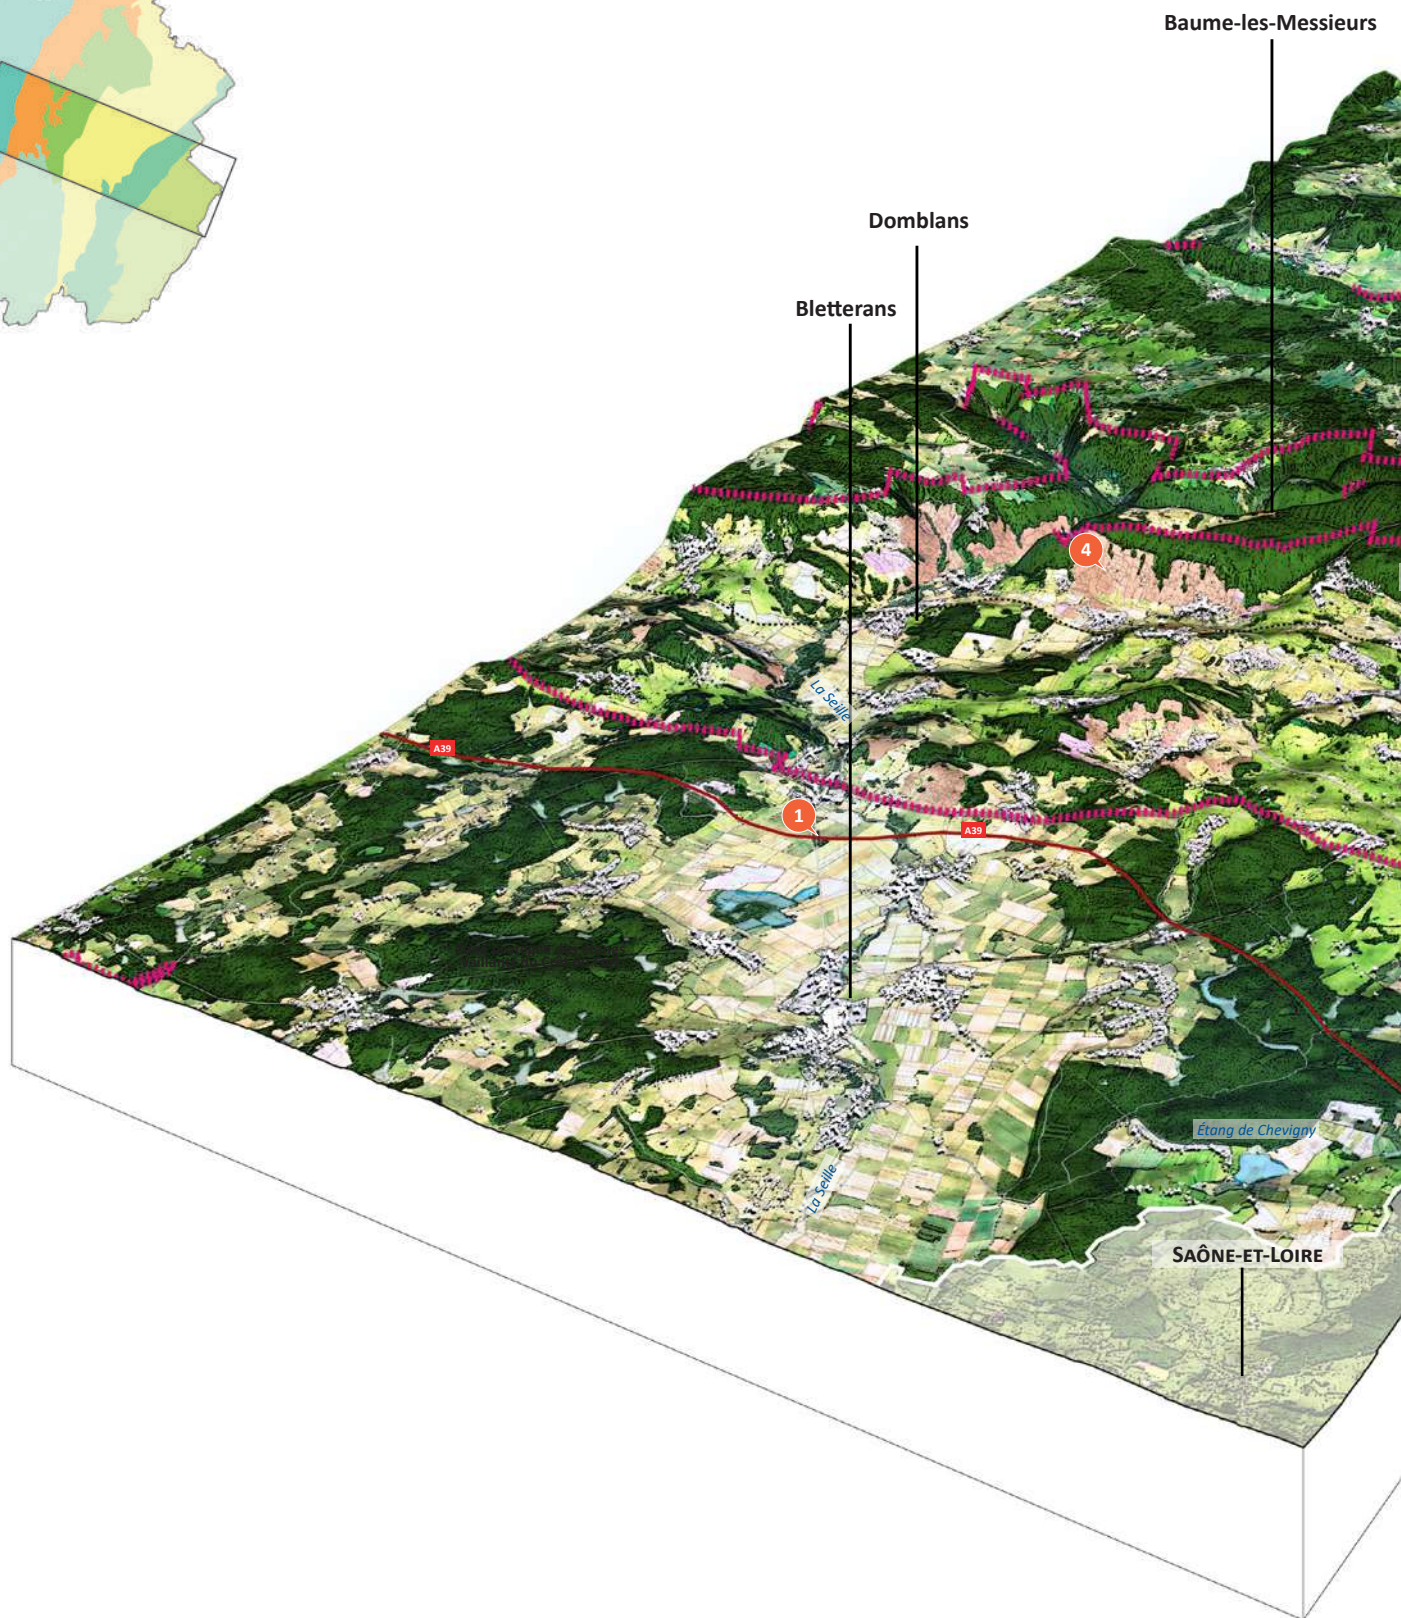 Baume-les-Messieurs
Domblans
Bletterans
4
La Seille
A39
1
A39
Étang de Chevigny
La Seille
SAÔNE-ET-LOIRE